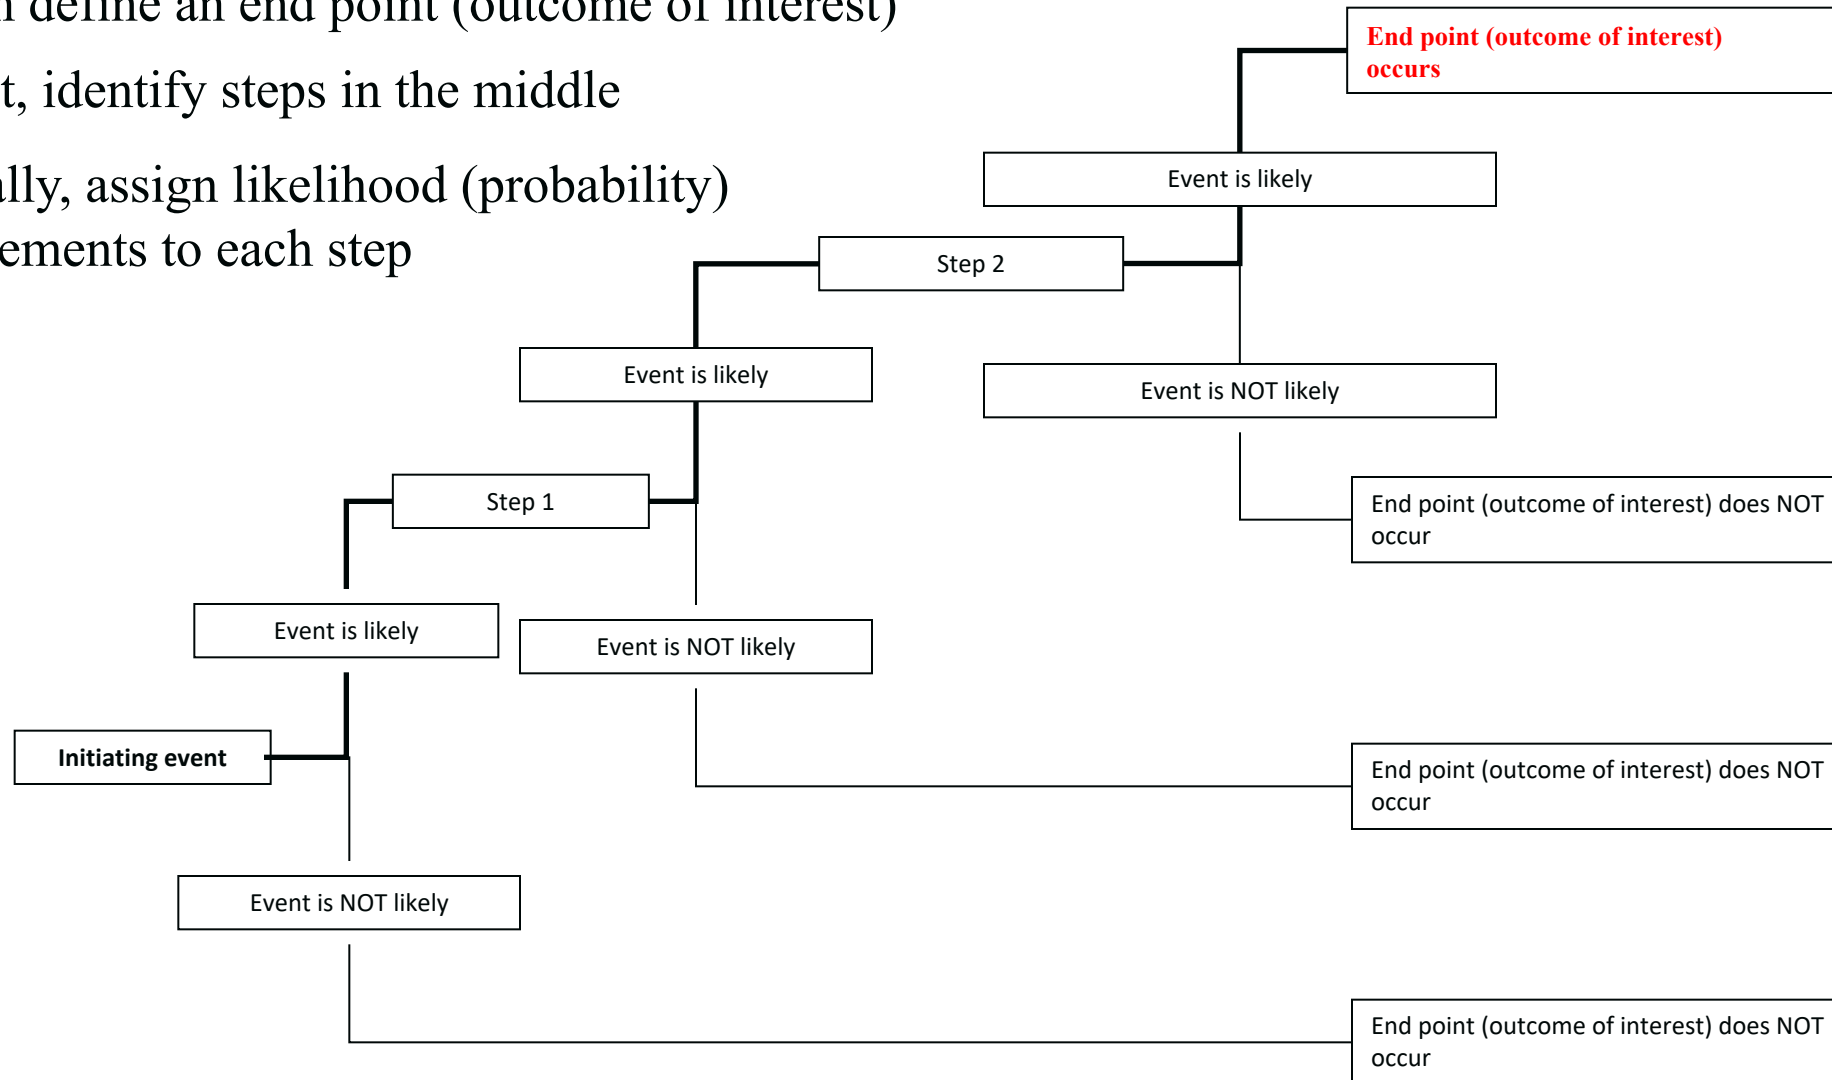 define an end point (outcome of interest)
identify steps in the middle
assign likelihood (probability)
to each step
End point (outcome of interest)
occurs
Event is likely
Step 2
Event is likely
Event is NOT likely
Step 1
End point (outcome of interest) does NOT
occur
Event is likely
Event is NOT likely
Initiating event
End point (outcome of interest) does NOT
occur
Event is NOT likely
End point (outcome of interest) does NOT
occur